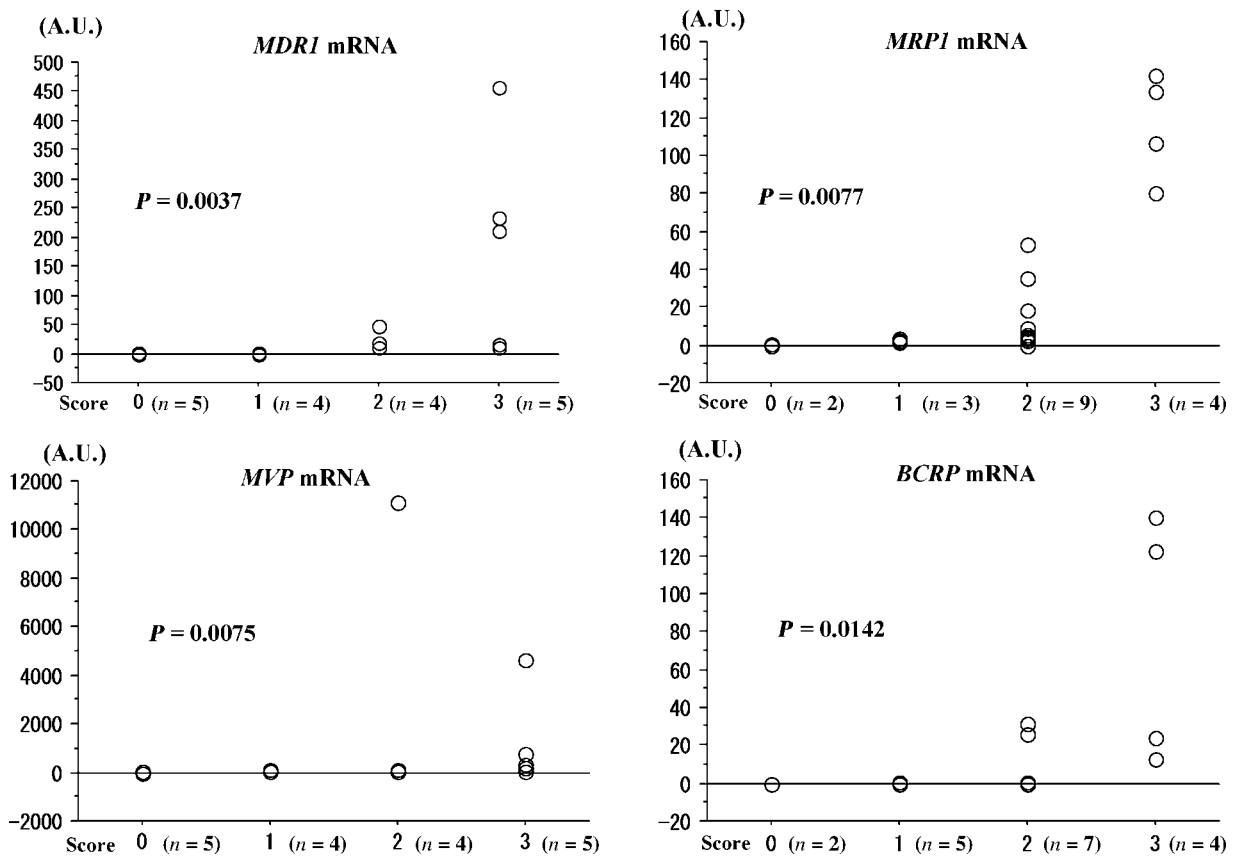 (A.U.)
MDR1 mRNA
500
450
400
350
300
250
200
150
100
50
0
−50
P = 0.0037
Score 0 (n = 5) 1 (n = 4) 2 (n = 4) 3 (n = 5)
(A.U.)
MRP1 mRNA
160
140
120
100
80
60
40
20
0
−20
P = 0.0077
Score 0 (n = 2) 1 (n = 3) 2 (n = 9) 3 (n = 4)
(A.U.)
MVP mRNA
12000
10000
8000
6000
4000
2000
0
−2000
P = 0.0075
Score 0 (n = 5) 1 (n = 4) 2 (n = 4) 3 (n = 5)
(A.U.)
BCRP mRNA
160
140
120
100
80
60
40
20
0
−20
P = 0.0142
Score 0 (n = 2) 1 (n = 5) 2 (n = 7) 3 (n = 4)